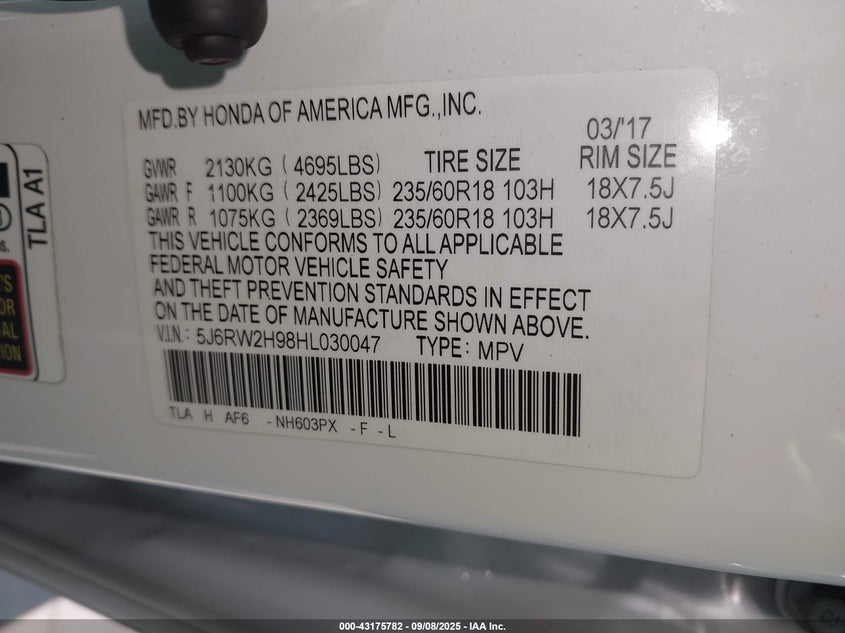 MFD.BY HONDA OF AMERICA MFG.,INC.
03/'17
GVWR 2130KG (4695LBS) TIRE SIZE RIM SIZE
GAWR F 1100KG (2425LBS) 235/60R18 103H 18X7.5J
GAWR R 1075KG (2369LBS) 235/60R18 103H 18X7.5J
THIS VEHICLE CONFORMS TO ALL APPLICABLE
FEDERAL MOTOR VEHICLE SAFETY
AND THEFT PREVENTION STANDARDS IN EFFECT
ON THE DATE OF MANUFACTURE SHOWN ABOVE.
V.I.N.: 5J6RW2H98HL030047 TYPE: MPV
TLA H AF6 -NH603PX -F -L
TLA A1
000-43175782 - 09/08/2025 - IAA Inc.